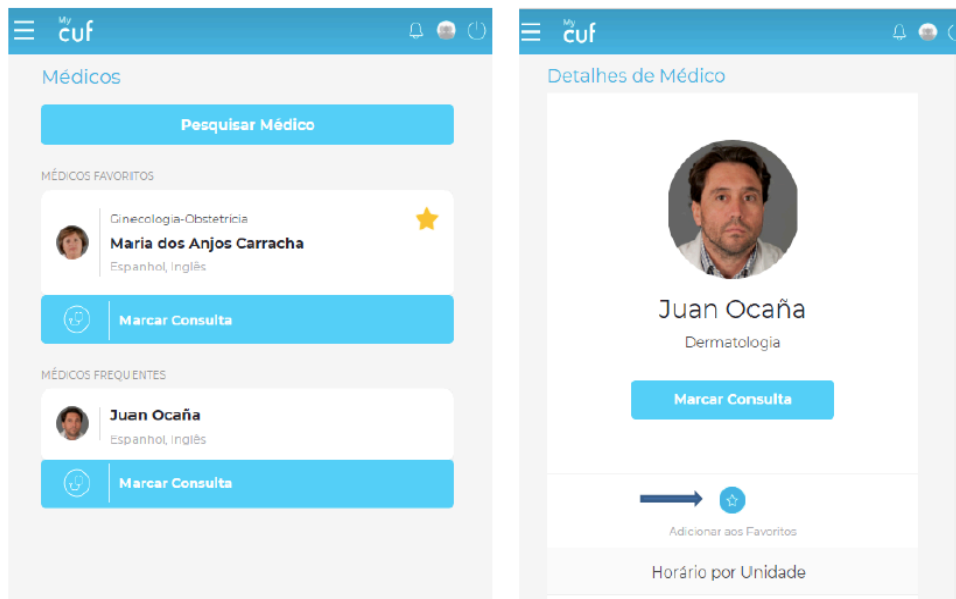 My
cuf
Médicos
Pesquisar Médico
MÉDICOS FAVORITOS
Ginecologia-Obstetricia
Maria dos Anjos Carracha
Espanhol, Inglês
Marcar Consulta
MÉDICOS FREQUENTES
Juan Ocaña
Espanhol, Inglês
Marcar Consulta
My
cuf
Detalhes de Médico
Juan Ocaña
Dermatologia
Marcar Consulta
Adicionar aos Favoritos
Horário por Unidade